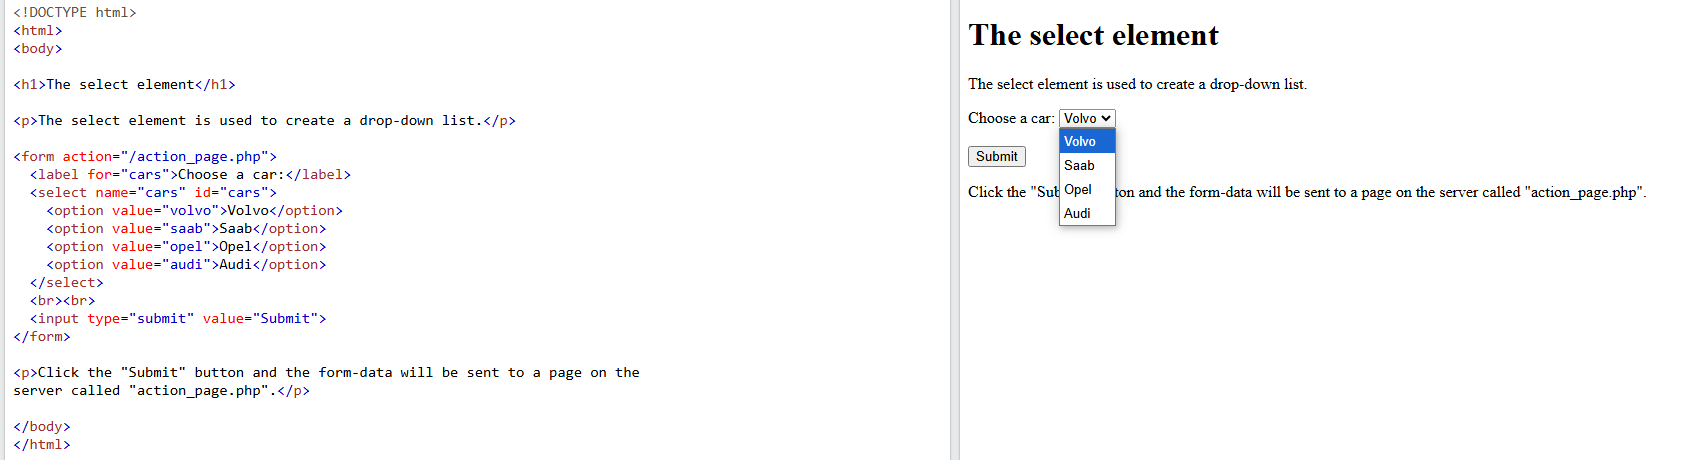 <!DOCTYPE html>
<html>
<body>
<h1>The select element</h1>
<p>The select element is used to create a drop-down list.</p>
<form action="/action_page.php">
<label for="cars">Choose a car:</label>
<select name="cars" id="cars">
<option value="volvo">Volvo</option>
<option value="saab">Saab</option>
<option value="opel">Opel</option>
<option value="audi">Audi</option>
</select>
<br><br>
<input type="submit" value="Submit">
</form>
<p>Click the "Submit" button and the form-data will be sent to a page on the
server called "action_page.php".</p>
</body>
</html>
The select element
The select element is used to create a drop-down list.
Choose a car: Volvo
Volvo
Saab
Opel
Audi
Submit
Click the "Sub ton and the form-data will be sent to a page on the server called "action_page.php".